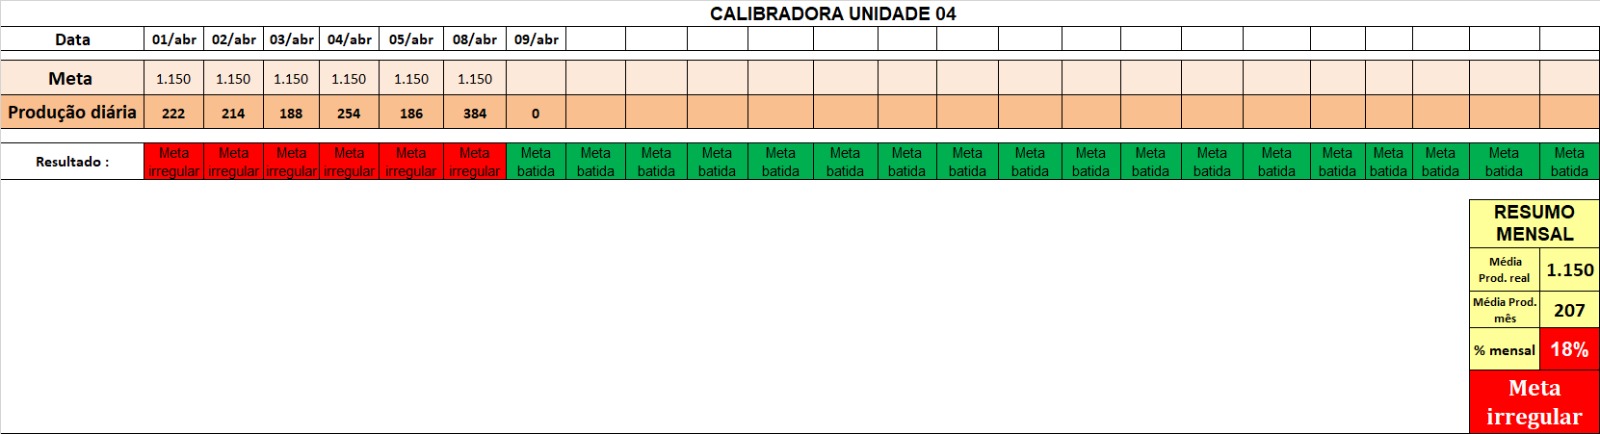 CALIBRADORA UNIDADE 04
Data 01/abr 02/abr 03/abr 04/abr 05/abr 08/abr 09/abr
Meta 1.150 1.150 1.150 1.150 1.150 1.150
Produção diária 222 214 188 254 186 384 0
Resultado : Meta irregular Meta irregular Meta irregular Meta irregular Meta irregular Meta irregular Meta batida Meta batida Meta batida Meta batida Meta batida Meta batida Meta batida Meta batida Meta batida Meta batida Meta batida Meta batida Meta batida Meta batida Meta batida Meta batida Meta batida
RESUMO
MENSAL
Média
Prod. real 1.150
Média Prod.
mês 207
% mensal 18%
Meta
irregular